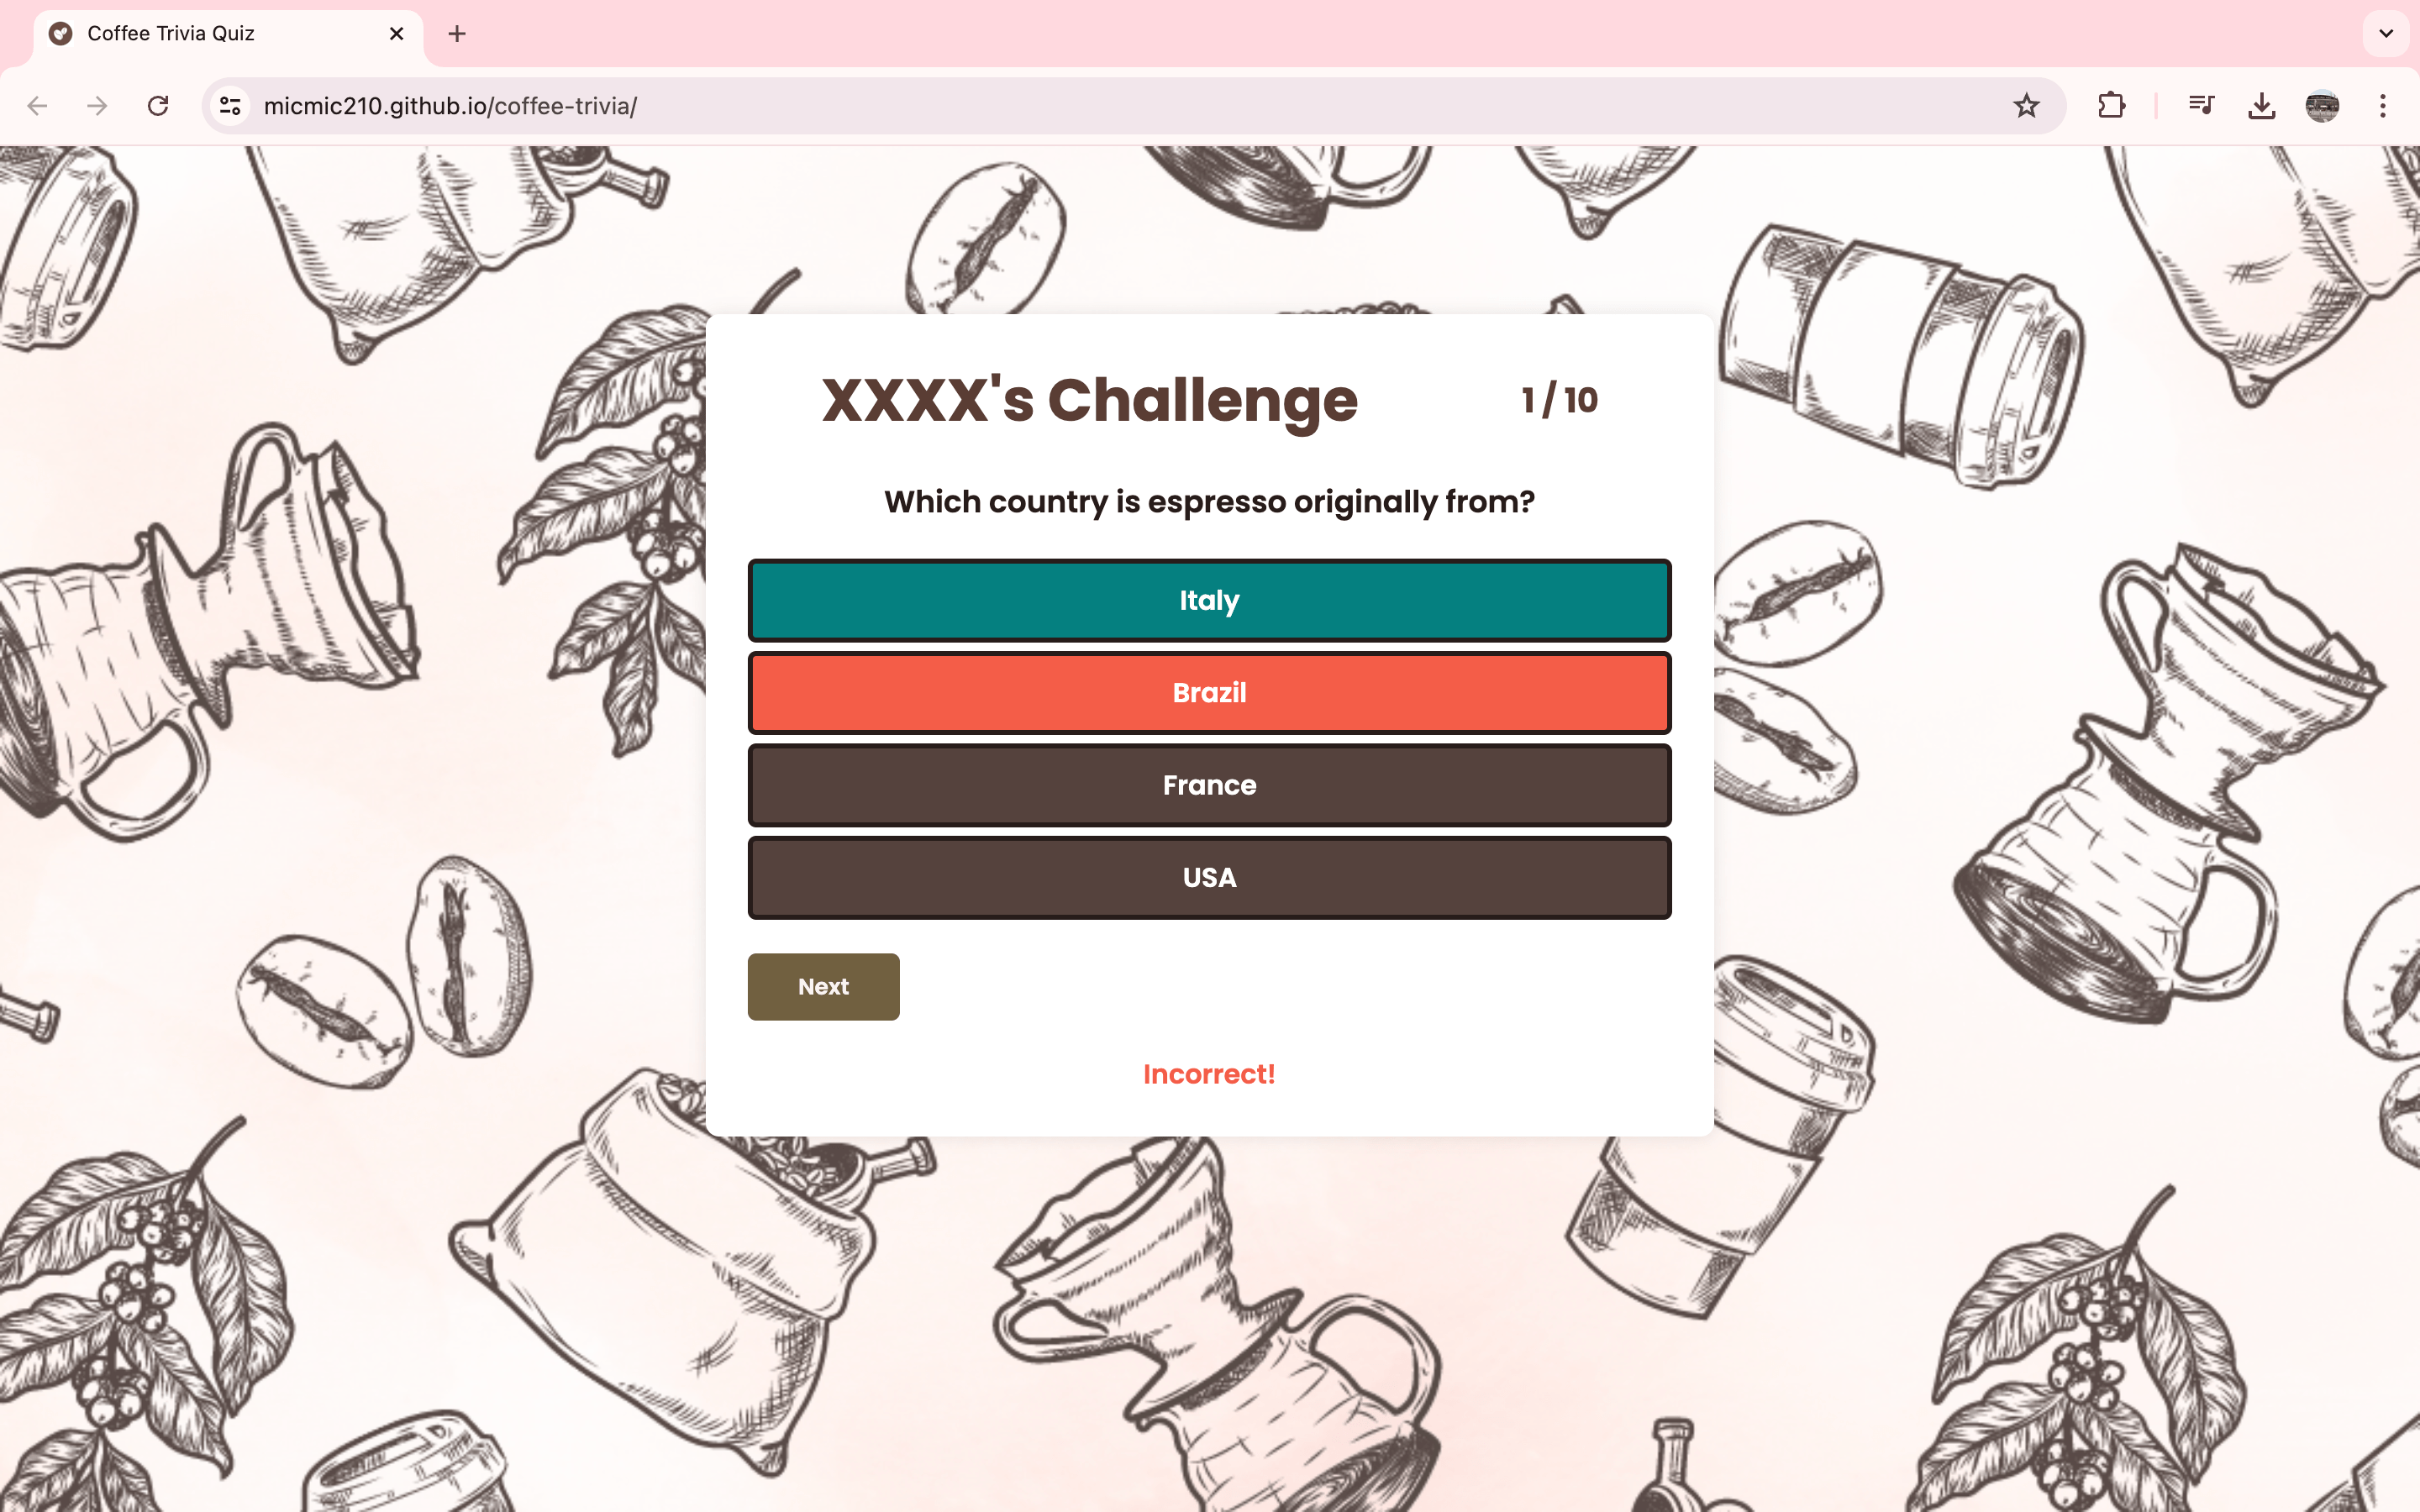 Coffee Trivia Quiz
micmic210.github.io/coffee-trivia/
XXXX's Challenge
1 / 10
Which country is espresso originally from?
Italy
Brazil
France
USA
Next
Incorrect!